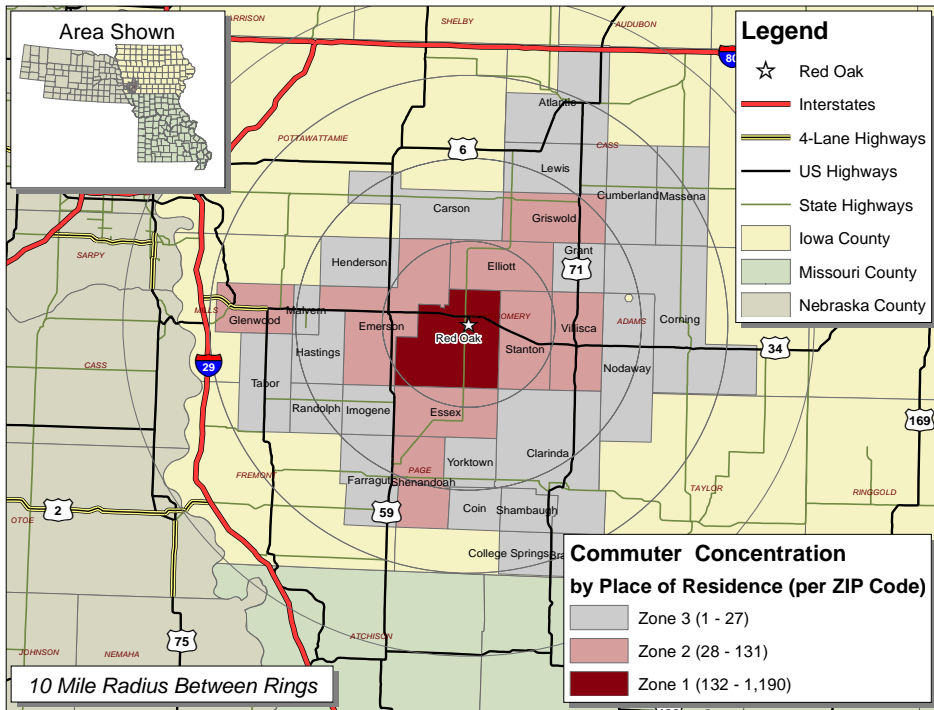 Area Shown
ARRISON
SHELBY
AUDUBON
Legend
Red Oak
Interstates
4-Lane Highways
US Highways
State Highways
Iowa County
Missouri County
Nebraska County
80
Atlantic
POTTAWATTAMIE
6
CASS
Lewis
Cumberland
Massena
Carson
Griswold
Grant
SARPY
Henderson
Elliott
71
MILLS
Malvern
Glenwood
Emerson
OMERY
Red Oak
Villisca
ADAMS
Corning
Hastings
Stanton
34
CASS
29
Nodaway
Tabor
Randolph
Imogene
Essex
169
Clarinda
Yorktown
PAGE
FREMONT
Farragut
Shenandoah
TAYLOR
RINGGOLD
2
OTOE
59
Coin
Shambaugh
College Springs
Bra
75
ATCHISON
JOHNSON
NEMAHA
10 Mile Radius Between Rings
Commuter Concentration
by Place of Residence (per ZIP Code)
Zone 3 (1 - 27)
Zone 2 (28 - 131)
Zone 1 (132 - 1,190)